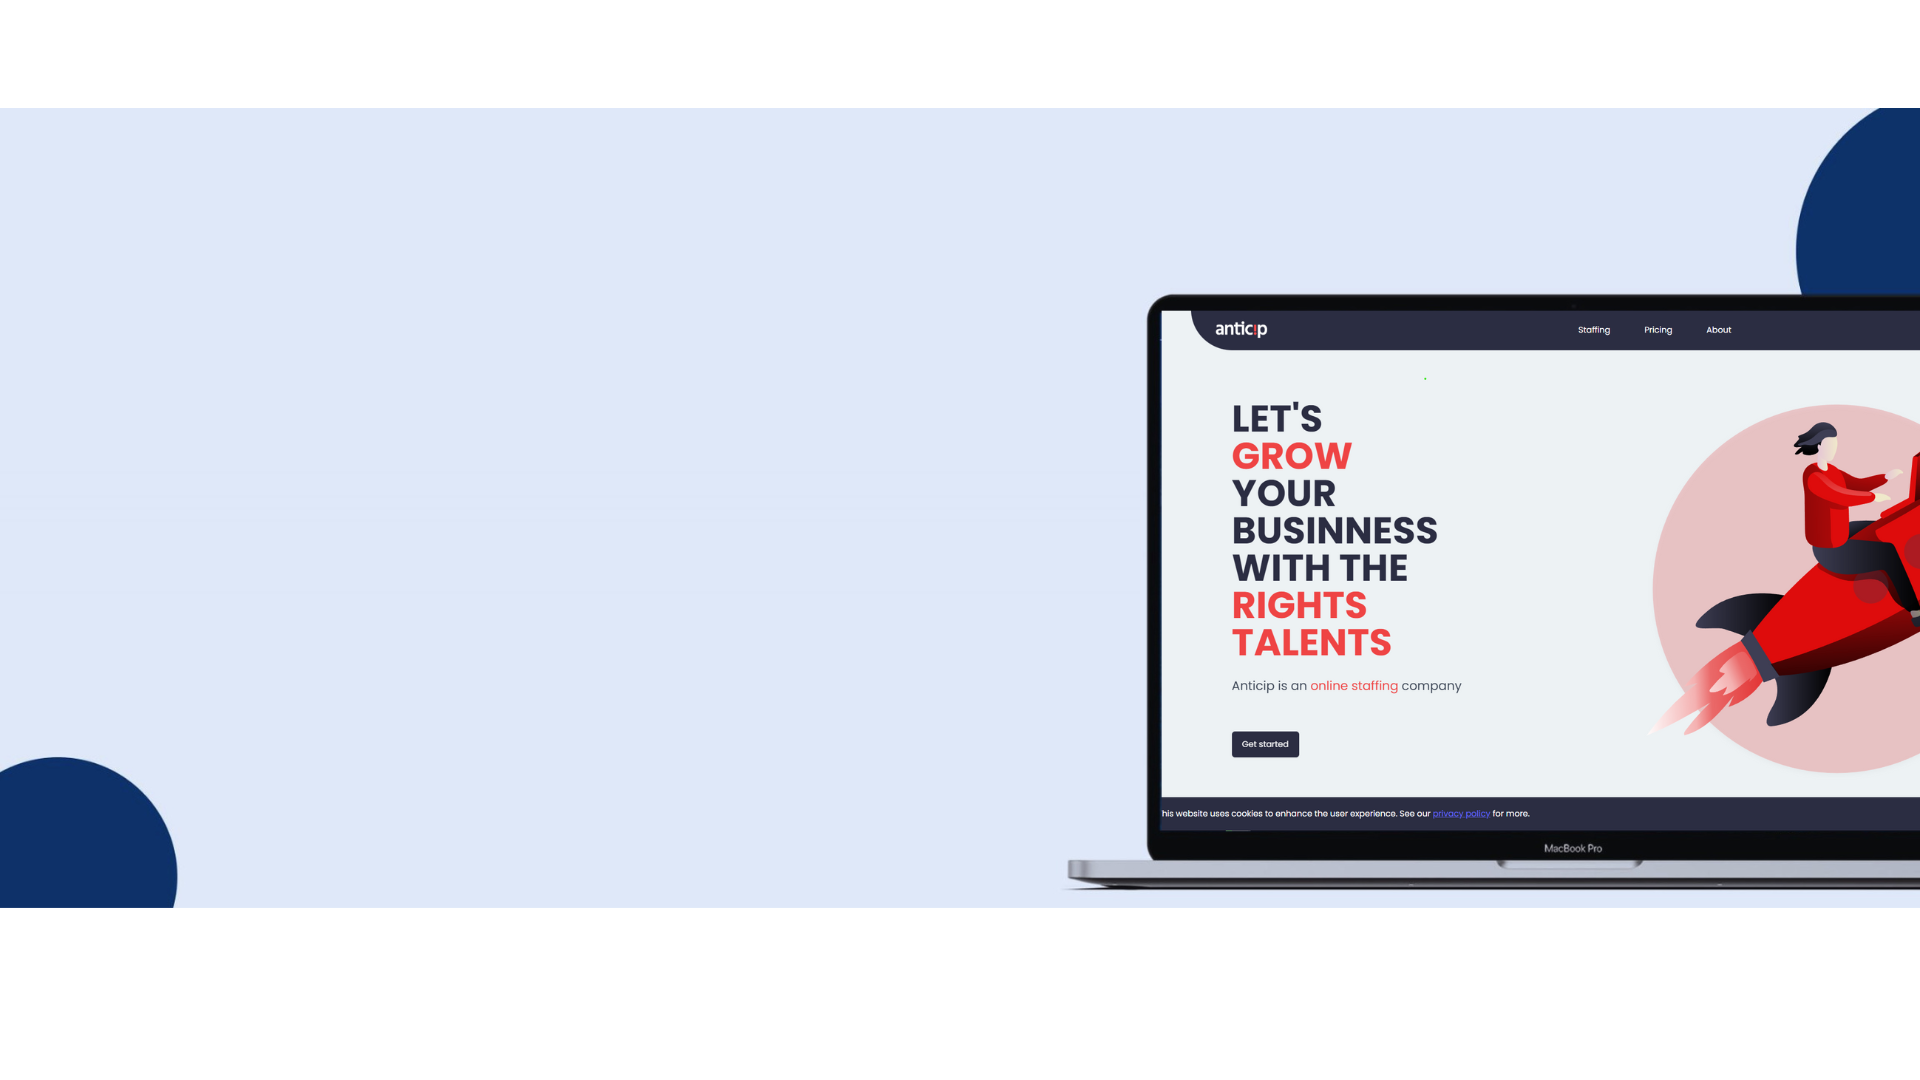 anticip
Staffing
Pricing
About
LET'S
GROW
YOUR
BUSINNESS
WITH THE
RIGHTS
TALENTS
Anticip is an online staffing company
Get started
his website uses cookies to enhance the user experience. See our privacy policy for more.
MacBook Pro